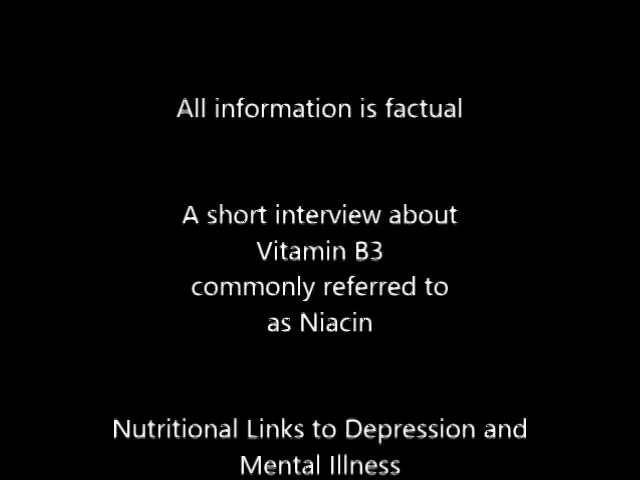 All information is factual
A short interview about
Vitamin B3
commonly referred to
as Niacin
Nutritional Links to Depression and
Mental Illness